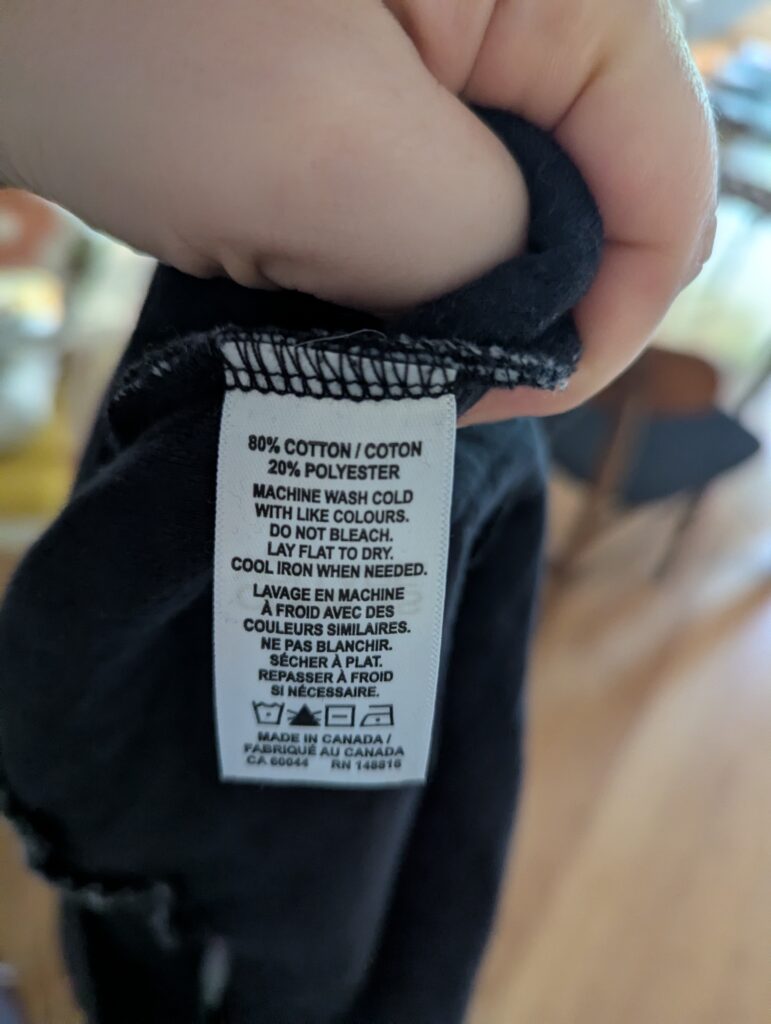 80% COTTON / COTON
20% POLYESTER
MACHINE WASH COLD
WITH LIKE COLOURS.
DO NOT BLEACH.
LAY FLAT TO DRY.
COOL IRON WHEN NEEDED.
LAVAGE EN MACHINE
À FROID AVEC DES
COULEURS SIMILAIRES.
NE PAS BLANCHIR.
SÉCHER À PLAT.
REPASSER À FROID
SI NÉCESSAIRE.
MADE IN CANADA /
FABRIQUÉ AU CANADA
CA 60044 RN 148816